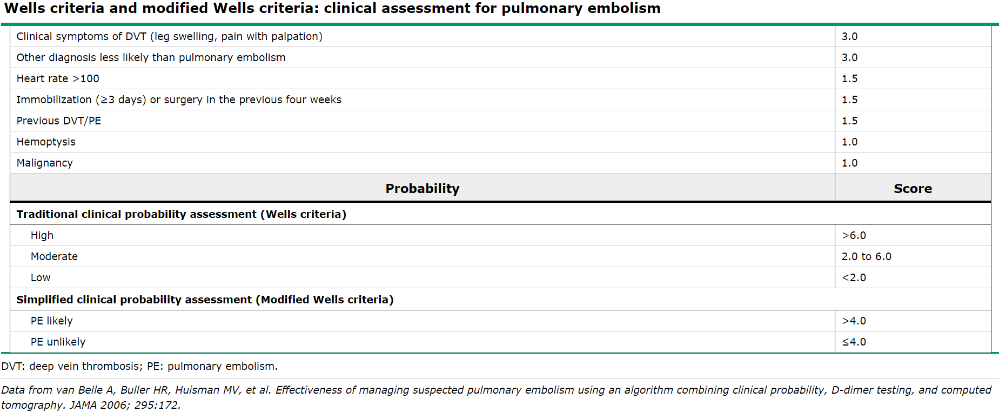 Wells criteria and modified Wells criteria: clinical assessment for pulmonary embolism
Clinical symptoms of DVT (leg swelling, pain with palpation) 3.0
Other diagnosis less likely than pulmonary embolism 3.0
Heart rate >100 1.5
Immobilization (≥3 days) or surgery in the previous four weeks 1.5
Previous DVT/PE 1.5
Hemoptysis 1.0
Malignancy 1.0
Probability Score
Traditional clinical probability assessment (Wells criteria)
High >6.0
Moderate 2.0 to 6.0
Low <2.0
Simplified clinical probability assessment (Modified Wells criteria)
PE likely >4.0
PE unlikely ≤4.0
DVT: deep vein thrombosis; PE: pulmonary embolism.
Data from van Belle A, Buller HR, Huisman MV, et al. Effectiveness of managing suspected pulmonary embolism using an algorithm combining clinical probability, D-dimer testing, and computed
tomography. JAMA 2006; 295:172.